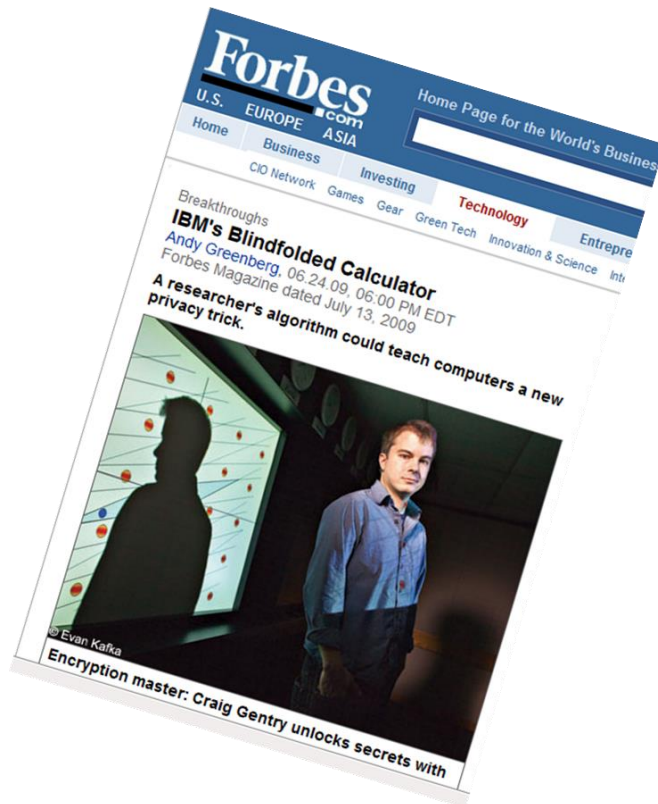 Forbes
.com
Home Page for the World's Business
U.S. EUROPE ASIA
Home Business Investing Technology
CIO Network Games Gear Green Tech Innovation & Science
Breakthroughs
IBM's Blindfolded Calculator
Andy Greenberg, 06.24.09, 06:00 PM EDT
Forbes Magazine dated July 13, 2009
A researcher's algorithm could teach computers a new
privacy trick.
© Evan Kafka
Encryption master: Craig Gentry unlocks secrets with